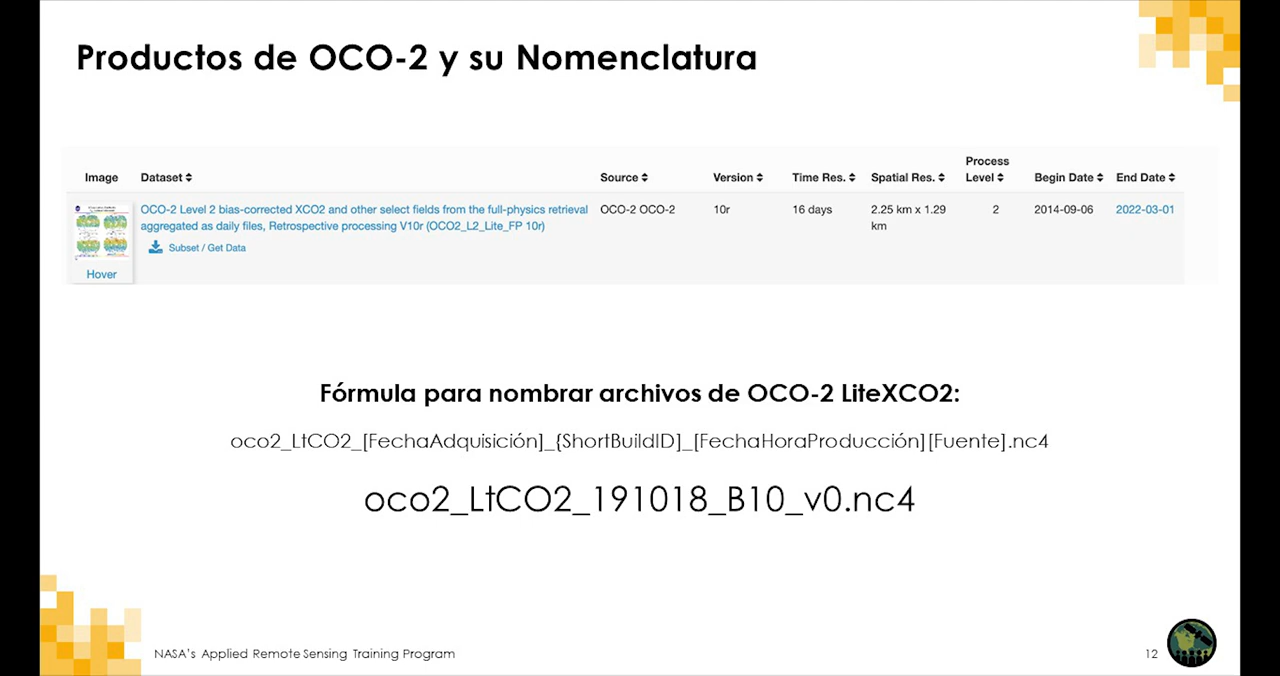 Productos de OCO-2 y su Nomenclatura
Image Dataset Source Version Time Res. Spatial Res. Process Level Begin Date End Date
OCO-2 Level 2 bias-corrected XCO2 and other select fields from the full-physics retrieval OCO-2 OCO-2 10r 16 days 2.25 km x 1.29 2 2014-09-06 2022-03-01
aggregated as daily files, Retrospective processing V10r (OCO2_L2_Lite_FP 10r) km
Subset / Get Data
Hover
Fórmula para nombrar archivos de OCO-2 LiteXCO2:
oco2_LtCO2_[FechaAdquisición]_{ShortBuildID]_[FechaHoraProducción][Fuente].nc4
oco2_LtCO2_191018_B10_v0.nc4
NASA's Applied Remote Sensing Training Program 12